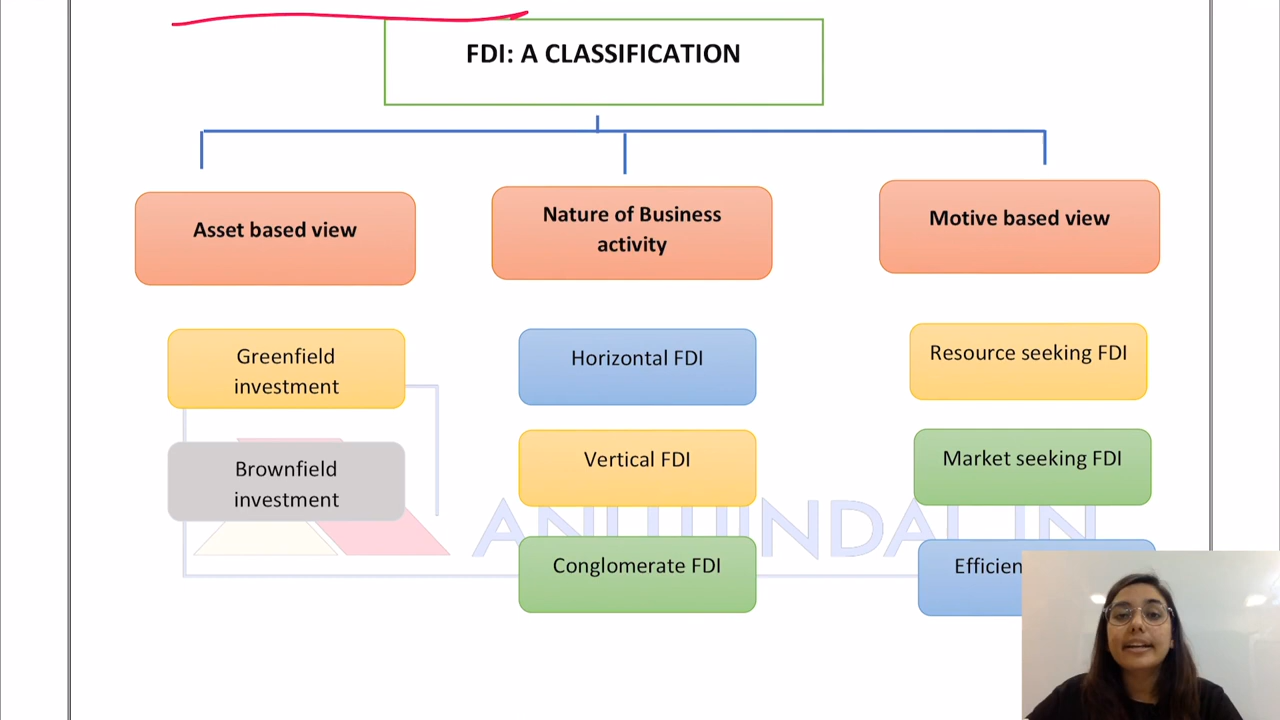 FDI: A CLASSIFICATION
Asset based view
Nature of Business
activity
Motive based view
Greenfield
investment
Brownfield
investment
Horizontal FDI
Vertical FDI
Conglomerate FDI
Resource seeking FDI
Market seeking FDI